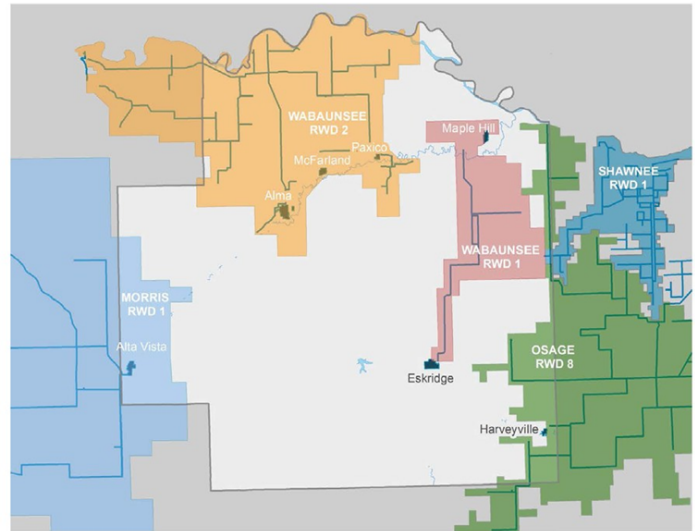 WABAUNSEE
RWD 2
Maple Hill
Paxico
McFarland
SHAWNEE
RWD 1
Alma
WABAUNSEE
RWD 1
MORRIS
RWD 1
Alta Vista
OSAGE
RWD 8
Eskridge
Harveyville